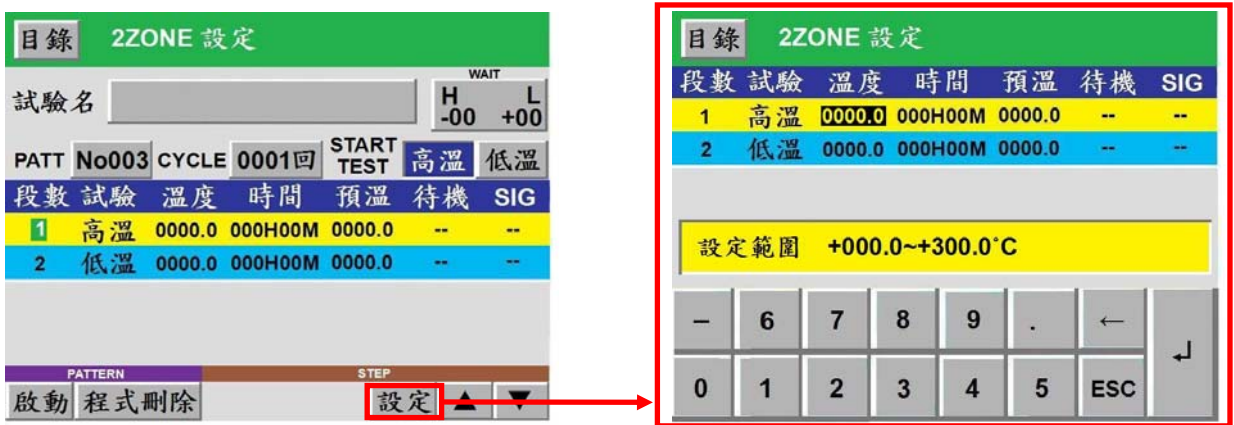 目錄 2ZONE 設定
WAIT
試驗名 H L
-00 +00
PATT No003 CYCLE 0001回 START TEST 高溫 低溫
段數 試驗 溫度 時間 預溫 待機 SIG
1 高溫 0000.0 000H00M 0000.0 -- --
2 低溫 0000.0 000H00M 0000.0 -- --
PATTERN STEP
啟動 程式刪除 設定 ▲ ▼
目錄 2ZONE 設定
段數 試驗 溫度 時間 預溫 待機 SIG
1 高溫 0000.0 000H00M 0000.0 -- --
2 低溫 0000.0 000H00M 0000.0 -- --
設定範圍 +000.0~+300.0°C
– 6 7 8 9 . ←
↵
0 1 2 3 4 5 ESC